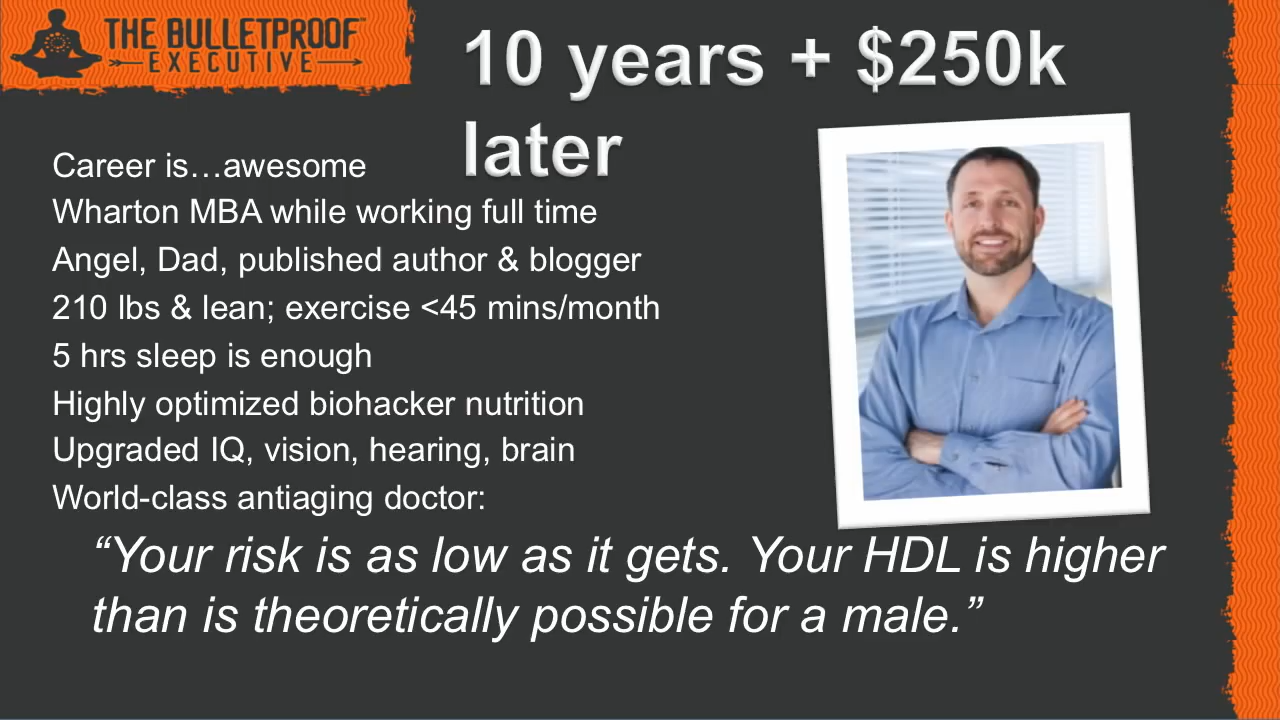 THE BULLETPROOF™
EXECUTIVE
10 years + $250k
later
Career is…awesome
Wharton MBA while working full time
Angel, Dad, published author & blogger
210 lbs & lean; exercise <45 mins/month
5 hrs sleep is enough
Highly optimized biohacker nutrition
Upgraded IQ, vision, hearing, brain
World-class antiaging doctor:
“Your risk is as low as it gets. Your HDL is higher
than is theoretically possible for a male.”